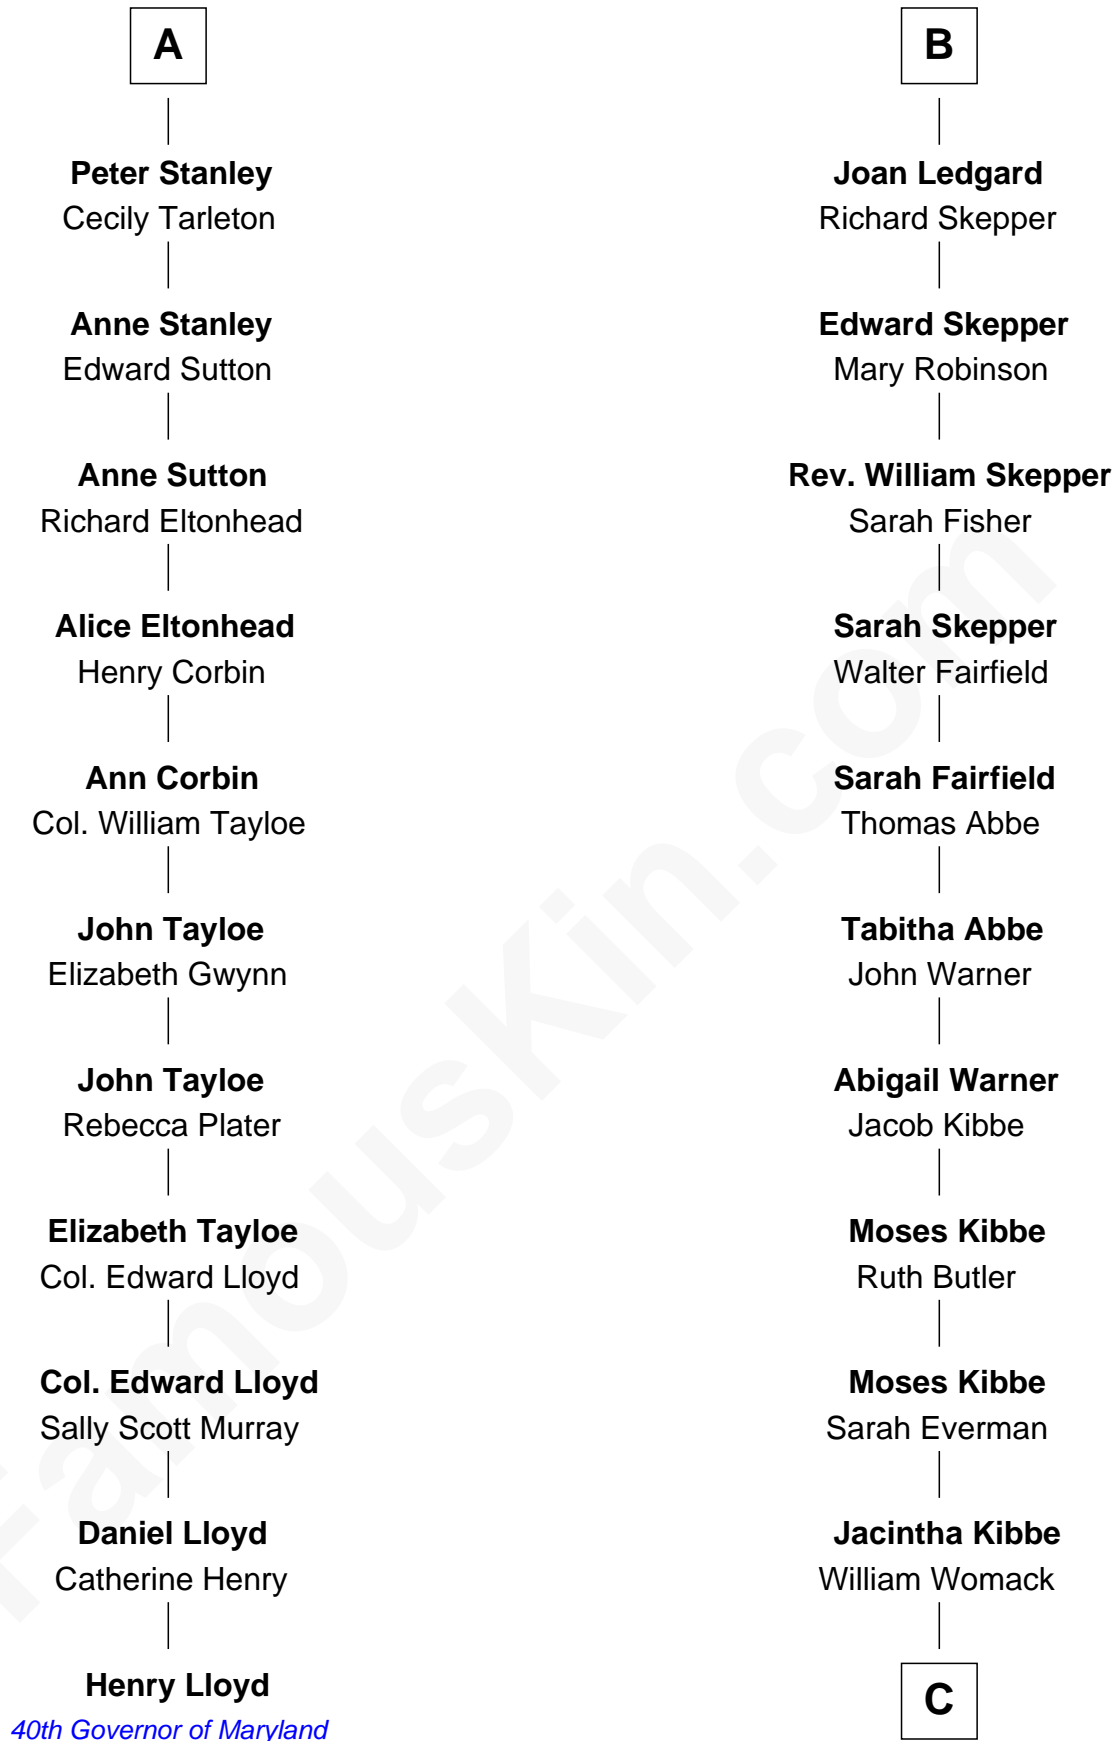 A
Peter Stanley
Cecily Tarleton
Anne Stanley
Edward Sutton
Anne Sutton
Richard Eltonhead
Alice Eltonhead
Henry Corbin
Ann Corbin
Col. William Tayloe
John Tayloe
Elizabeth Gwynn
John Tayloe
Rebecca Plater
Elizabeth Tayloe
Col. Edward Lloyd
Col. Edward Lloyd
Sally Scott Murray
Daniel Lloyd
Catherine Henry
Henry Lloyd
40th Governor of Maryland
B
Joan Ledgard
Richard Skepper
Edward Skepper
Mary Robinson
Rev. William Skepper
Sarah Fisher
Sarah Skepper
Walter Fairfield
Sarah Fairfield
Thomas Abbe
Tabitha Abbe
John Warner
Abigail Warner
Jacob Kibbe
Moses Kibbe
Ruth Butler
Moses Kibbe
Sarah Everman
Jacintha Kibbe
William Womack
C
FamousKin.com